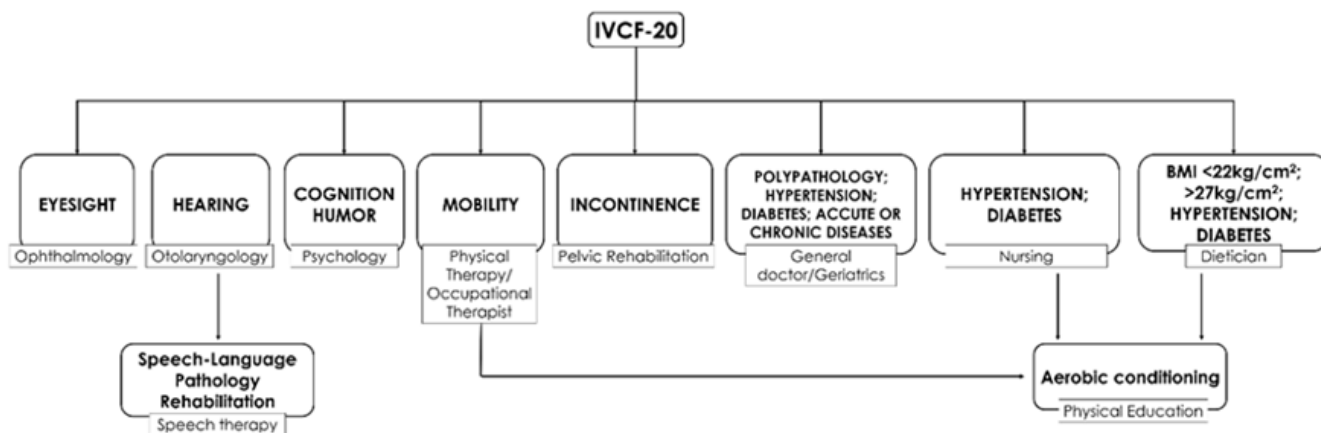 IVCF-20
EYESIGHT
Ophthalmology
HEARING
Otolaryngology
COGNITION
HUMOR
Psychology
MOBILITY
Physical
Therapy/
Occupational
Therapist
INCONTINENCE
Pelvic Rehabilitation
POLYPATHOLOGY;
HYPERTENSION;
DIABETES; ACCUTE OR
CHRONIC DISEASES
General
doctor/Geriatrics
HYPERTENSION;
DIABETES
Nursing
BMI <22kg/cm²;
>27kg/cm²;
HYPERTENSION;
DIABETES
Dietician
Speech-Language
Pathology
Rehabilitation
Speech therapy
Aerobic conditioning
Physical Education